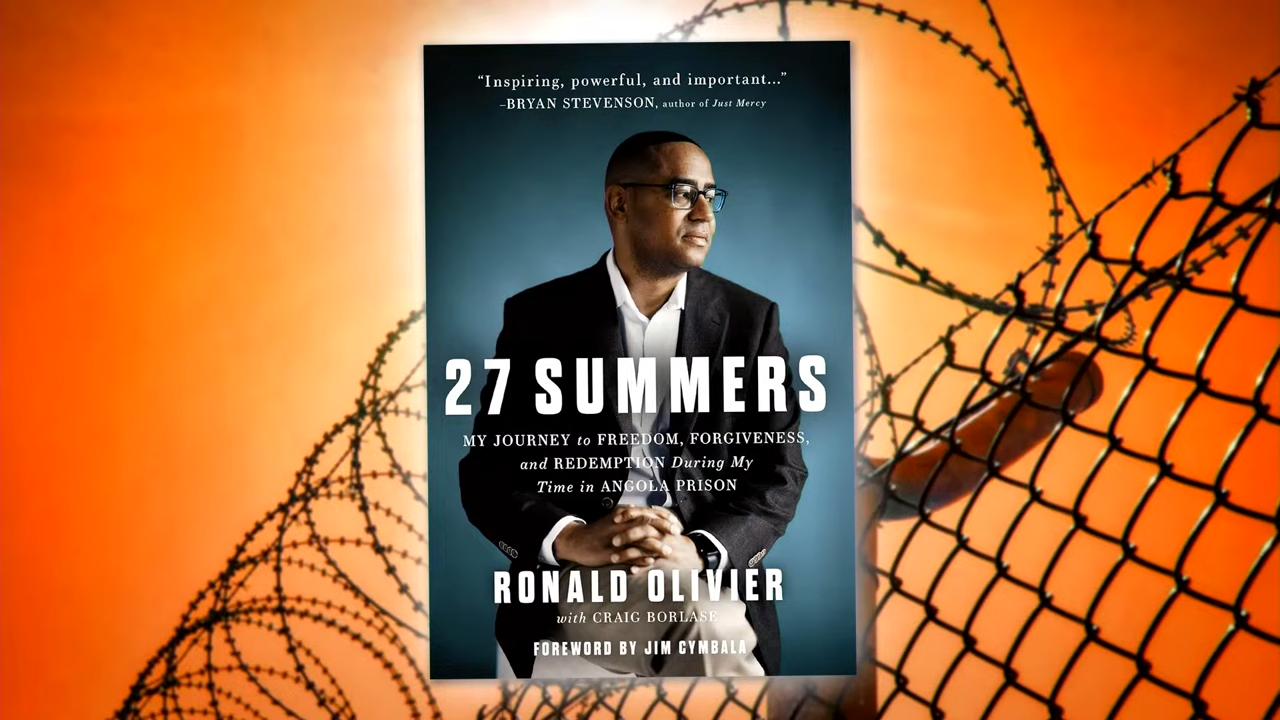 “Inspiring, powerful, and important...”
–BRYAN STEVENSON, author of Just Mercy
27 SUMMERS
MY JOURNEY to FREEDOM, FORGIVENESS,
and REDEMPTION During My
Time in ANGOLA PRISON
RONALD OLIVIER
with CRAIG BORLASE
FOREWORD BY JIM CYMBALA